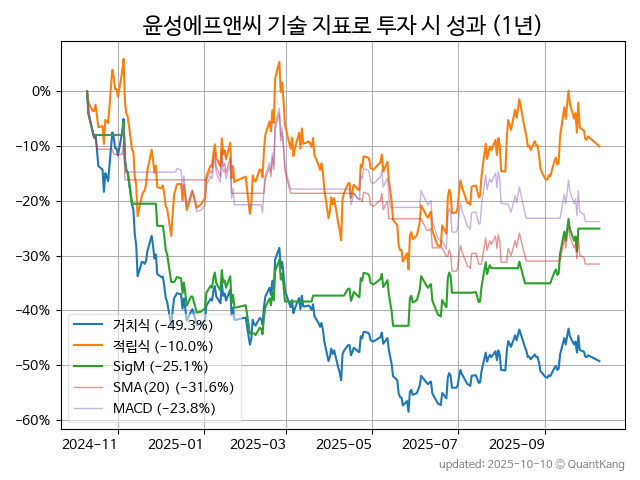 윤성에프앤씨 기술 지표로 투자 시 성과 (1년)
0%
−10%
−20%
−30%
−40%
−50%
−60%
거치식 (−49.3%)
적립식 (−10.0%)
SigM (−25.1%)
SMA(20) (−31.6%)
MACD (−23.8%)
2024−11 2025−01 2025−03 2025−05 2025−07 2025−09
updated: 2025-10-10 © QuantKang